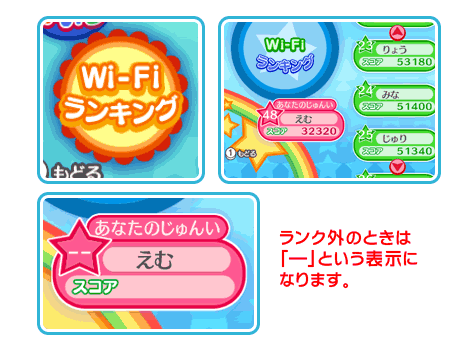 Wi-Fi
ランキング
① もどる
Wi-Fi
ランキング
あなたのじゅんい
48
えむ
スコア 32320
① もどる
りょう
スコア 53180
みな
スコア 51400
じゅり
スコア 51340
あなたのじゅんい
--
えむ
スコア
ランク外のときは
「―」という表示に
なります。